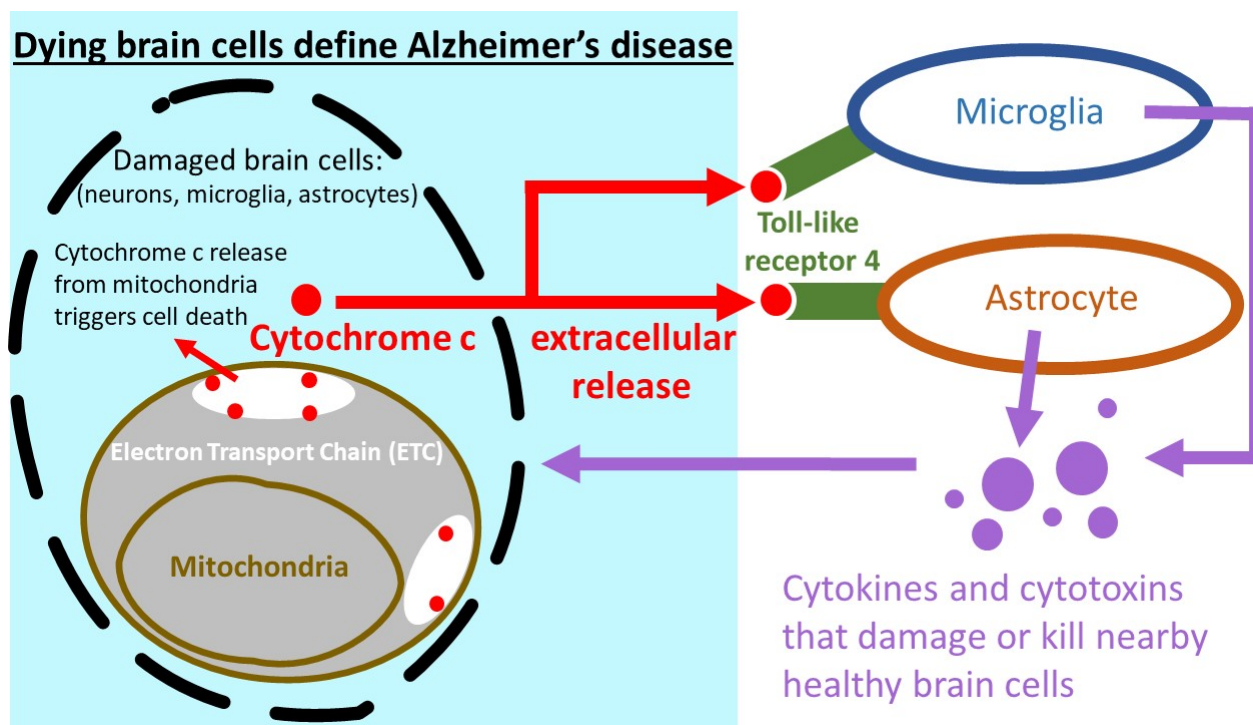 Dying brain cells define Alzheimer’s disease
Damaged brain cells:
(neurons, microglia, astrocytes)
Cytochrome c release
from mitochondria
triggers cell death
Cytochrome c
extracellular
release
Electron Transport Chain (ETC)
Mitochondria
Microglia
Toll-like
receptor 4
Astrocyte
Cytokines and cytotoxins
that damage or kill nearby
healthy brain cells